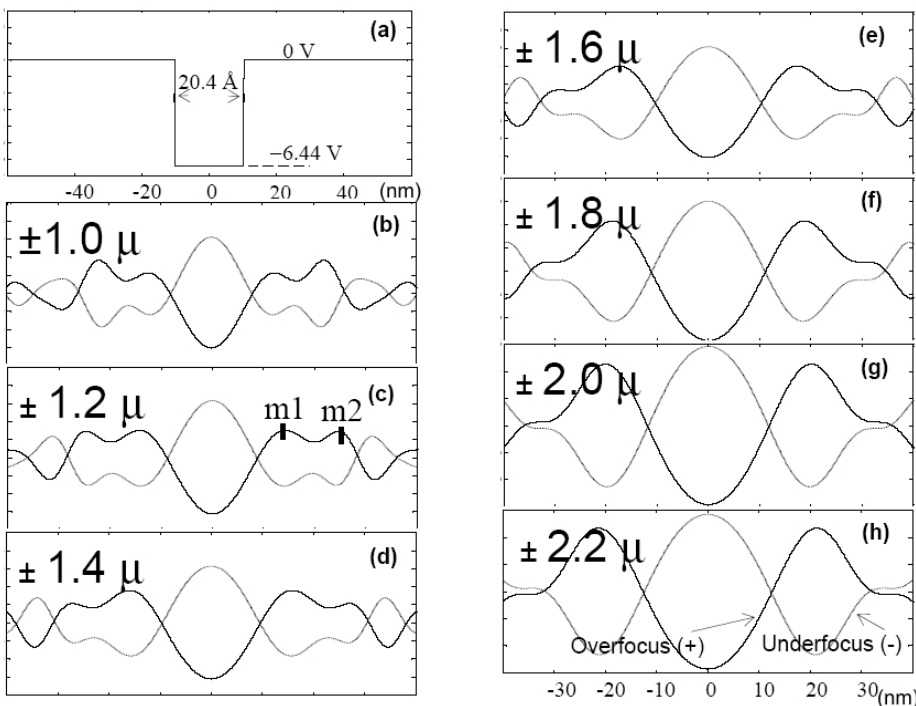 (a)
0 V
20.4 Å
−6.44 V
-40 -20 0 20 40 (nm)
(b)
±1.0 μ
(c)
± 1.2 μ
m1 m2
(d)
± 1.4 μ
(e)
± 1.6 μ
(f)
± 1.8 μ
(g)
± 2.0 μ
(h)
± 2.2 μ
Overfocus (+) Underfocus (-)
-30 -20 -10 0 10 20 30 (nm)